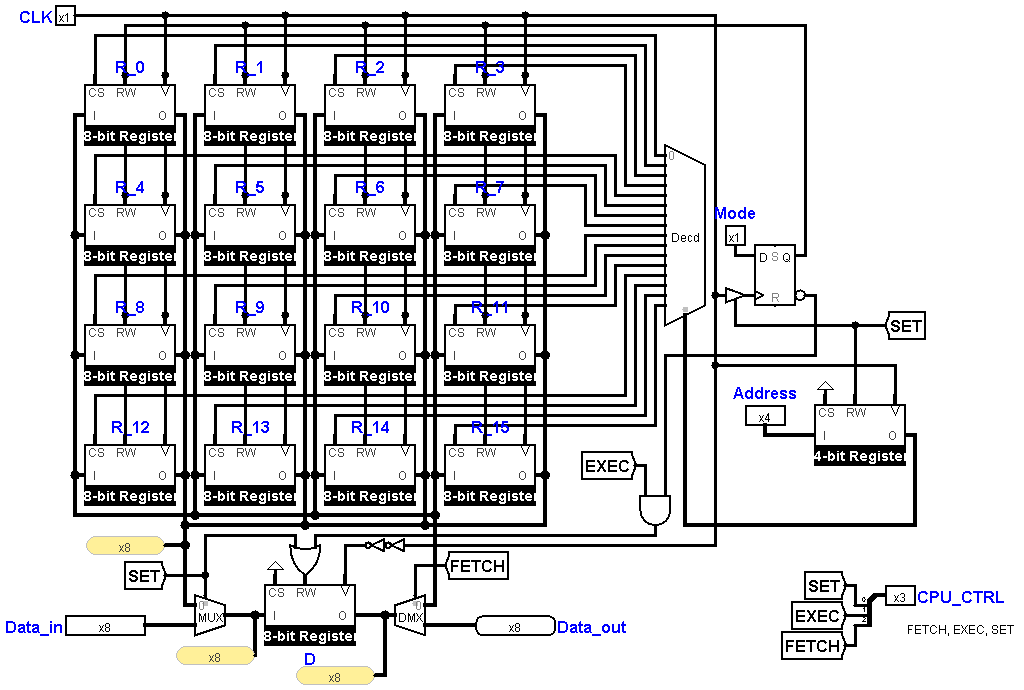 CLK x1
R_0 R_1 R_2 R_3
CS RW CS RW CS RW CS RW
I O I O I O I O 0
8-bit Register 8-bit Register 8-bit Register 8-bit Register
R_4 R_5 R_6 R_7
CS RW CS RW CS RW CS RW Mode
I O I O I O I O Decd x1
8-bit Register 8-bit Register 8-bit Register 8-bit Register D S Q
R
R_8 R_9 R_10 R_11
CS RW CS RW CS RW CS RW SET
I O I O I O I O
8-bit Register 8-bit Register 8-bit Register 8-bit Register
Address
x4 CS RW
R_12 R_13 R_14 R_15 I O
CS RW CS RW CS RW CS RW 4-bit Register
I O I O I O I O EXEC
8-bit Register 8-bit Register 8-bit Register 8-bit Register
x8
SET FETCH
CS RW
0 MUX I O 0 DMX
Data_in x8 8-bit Register x8 Data_out
x8 D
x8
SET 0 x3 CPU_CTRL
EXEC 1
FETCH 2 FETCH, EXEC, SET